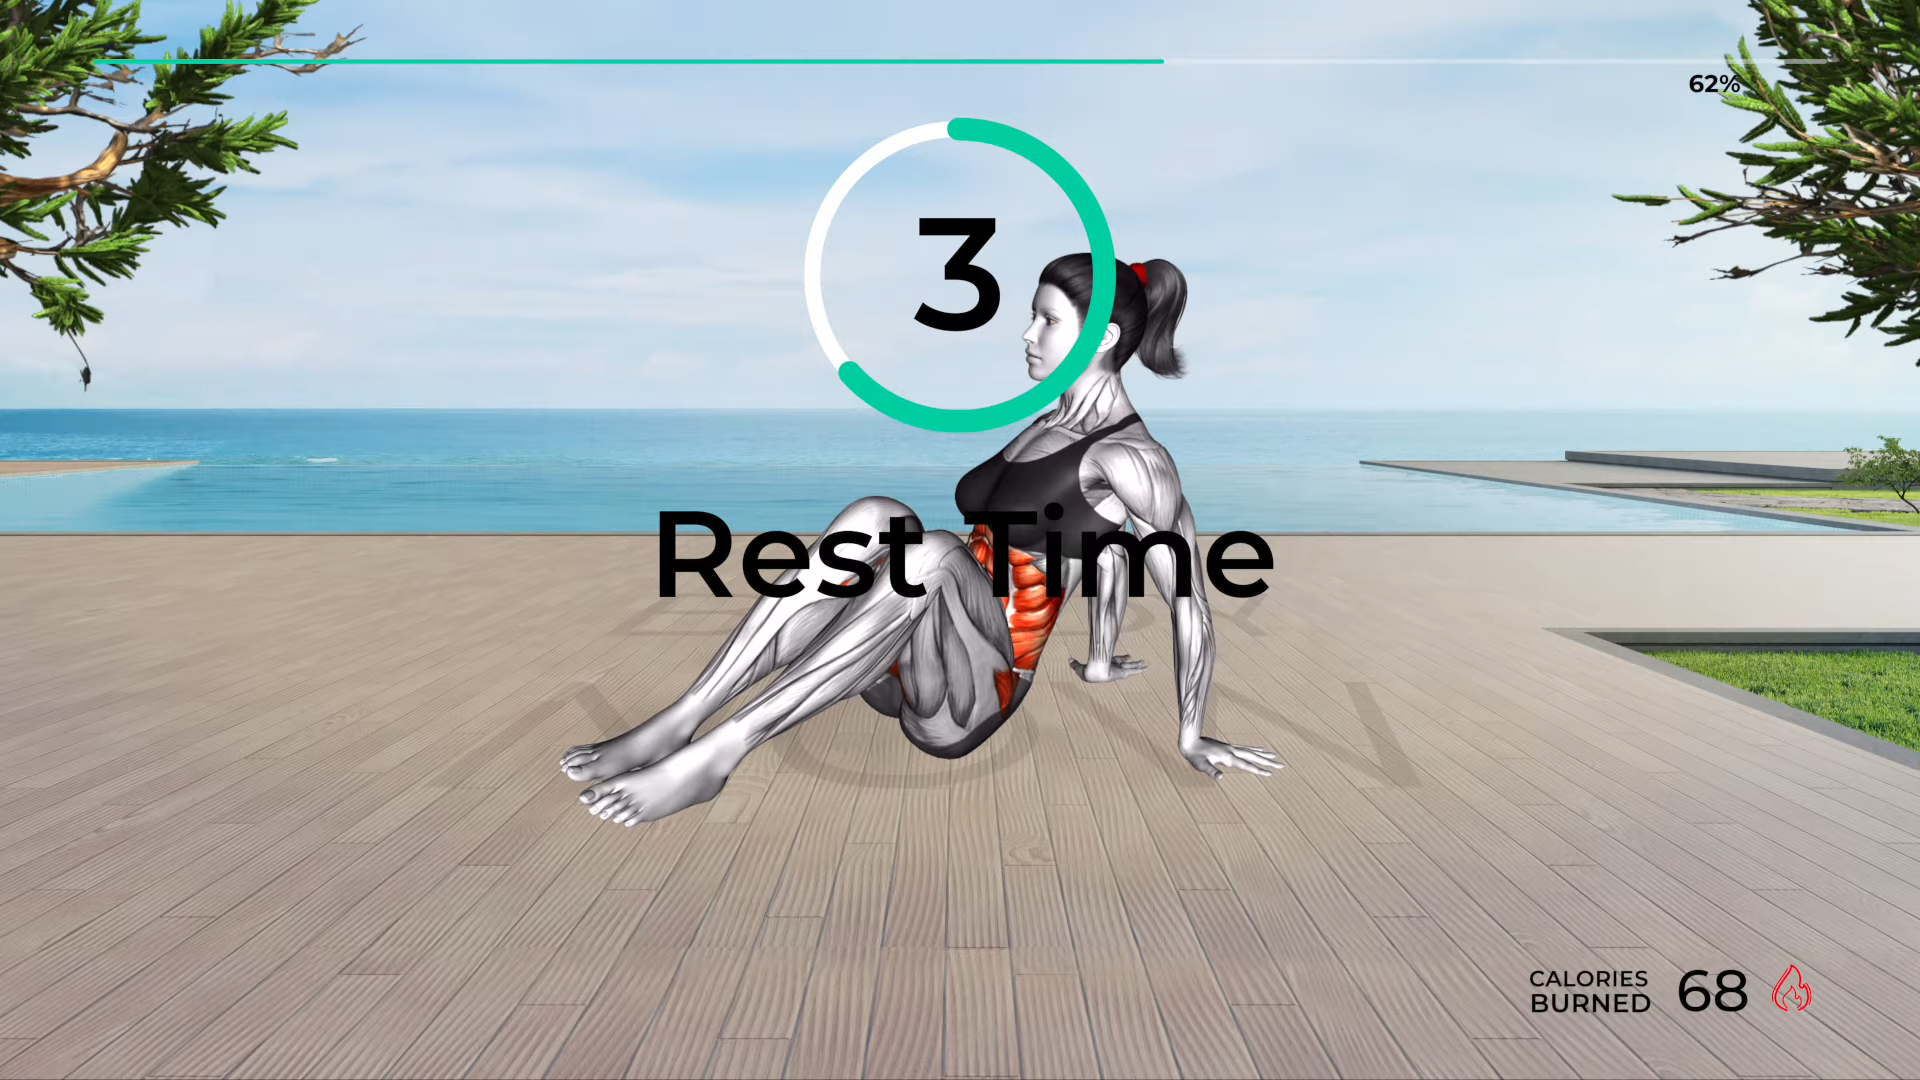 62%
3
Rest Time
CALORIES
BURNED
68